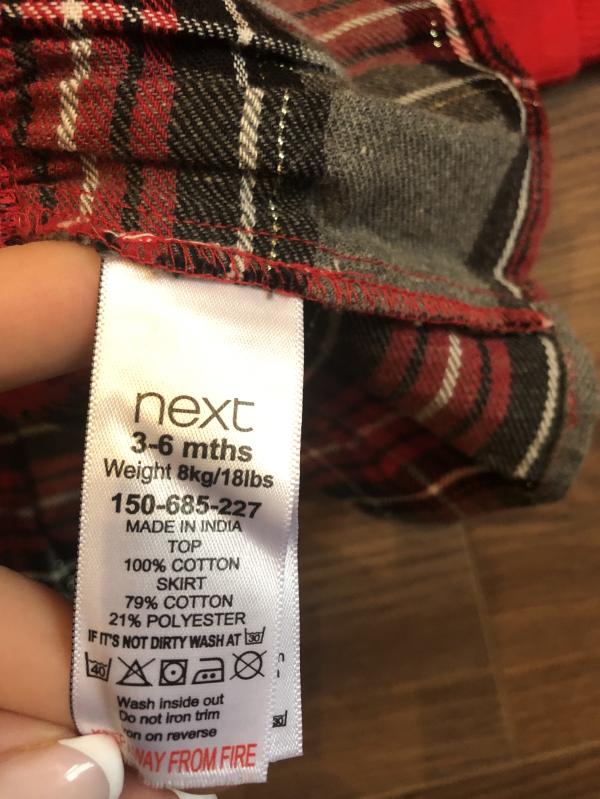 next
3-6 mths
Weight 8kg/18lbs
150-685-227
MADE IN INDIA
TOP
100% COTTON
SKIRT
79% COTTON
21% POLYESTER
IF IT'S NOT DIRTY WASH AT 30°
40°
Wash inside out
Do not iron trim
on reverse
AWAY FROM FIRE